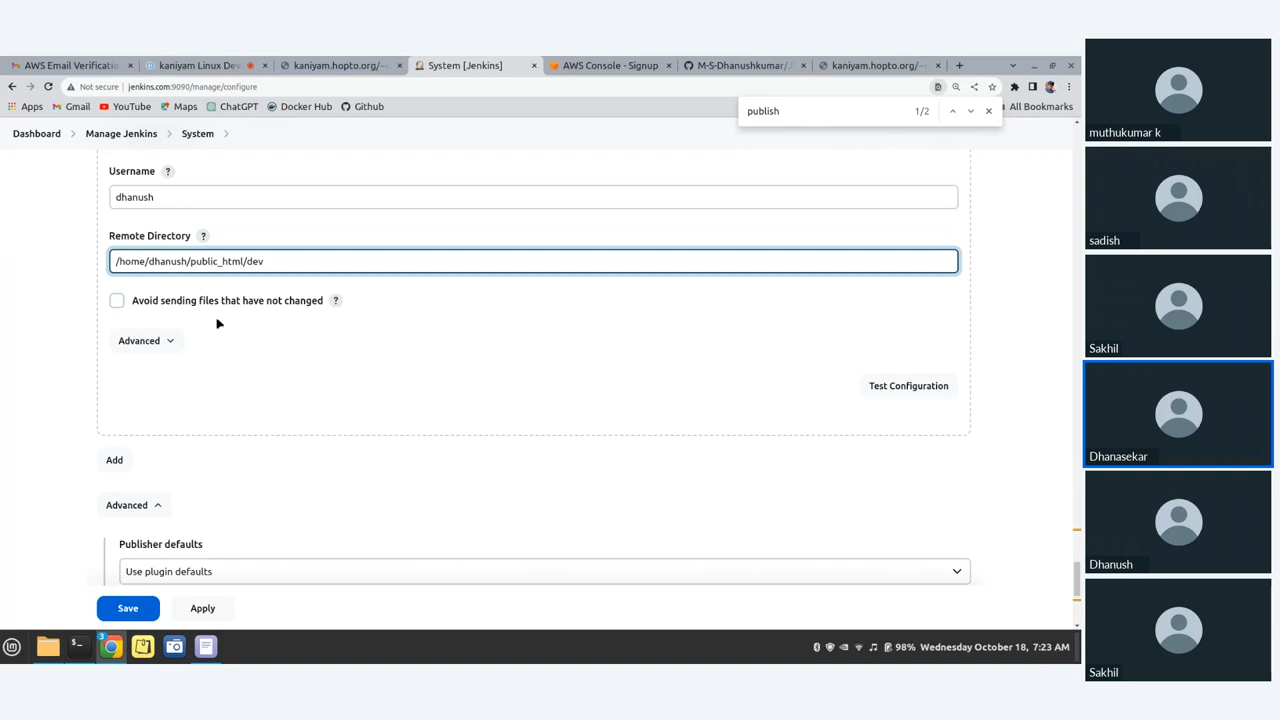 AWS Email Verificatio
kaniyam Linux Dev
kaniyam.hopto.org/~
System [Jenkins]
AWS Console - Signup
M-S-Dhanushkumar/J
kaniyam.hopto.org/~
Not secure
jenkins.com:9090/manage/configure
Apps
Gmail
YouTube
Maps
ChatGPT
Docker Hub
Github
All Bookmarks
publish
1/2
Dashboard
Manage Jenkins
System
Username ?
dhanush
Remote Directory ?
/home/dhanush/public_html/dev
Avoid sending files that have not changed ?
Advanced
Test Configuration
Add
Advanced
Publisher defaults
Use plugin defaults
Save
Apply
3
98% Wednesday October 18, 7:23 AM
muthukumar k
sadish
Sakhil
Dhanasekar
Dhanush
Sakhil